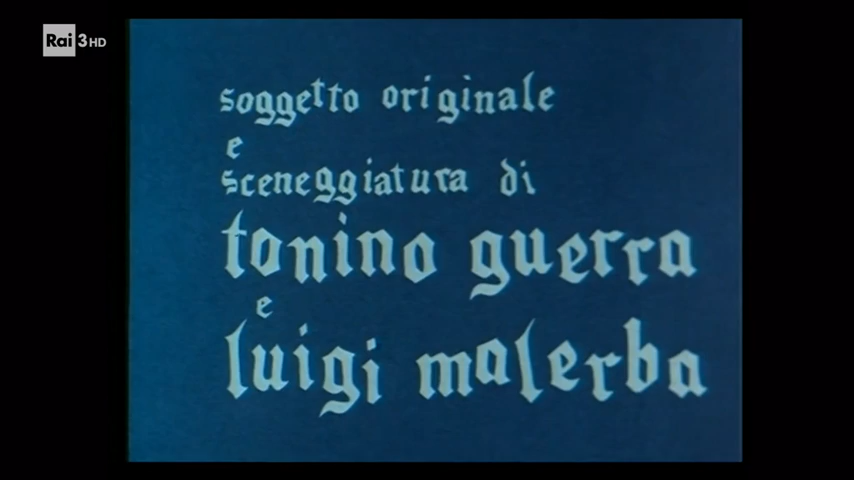 Rai 3HD
soggetto originale
e
sceneggiatura di
tonino guerra
e
luigi malerba